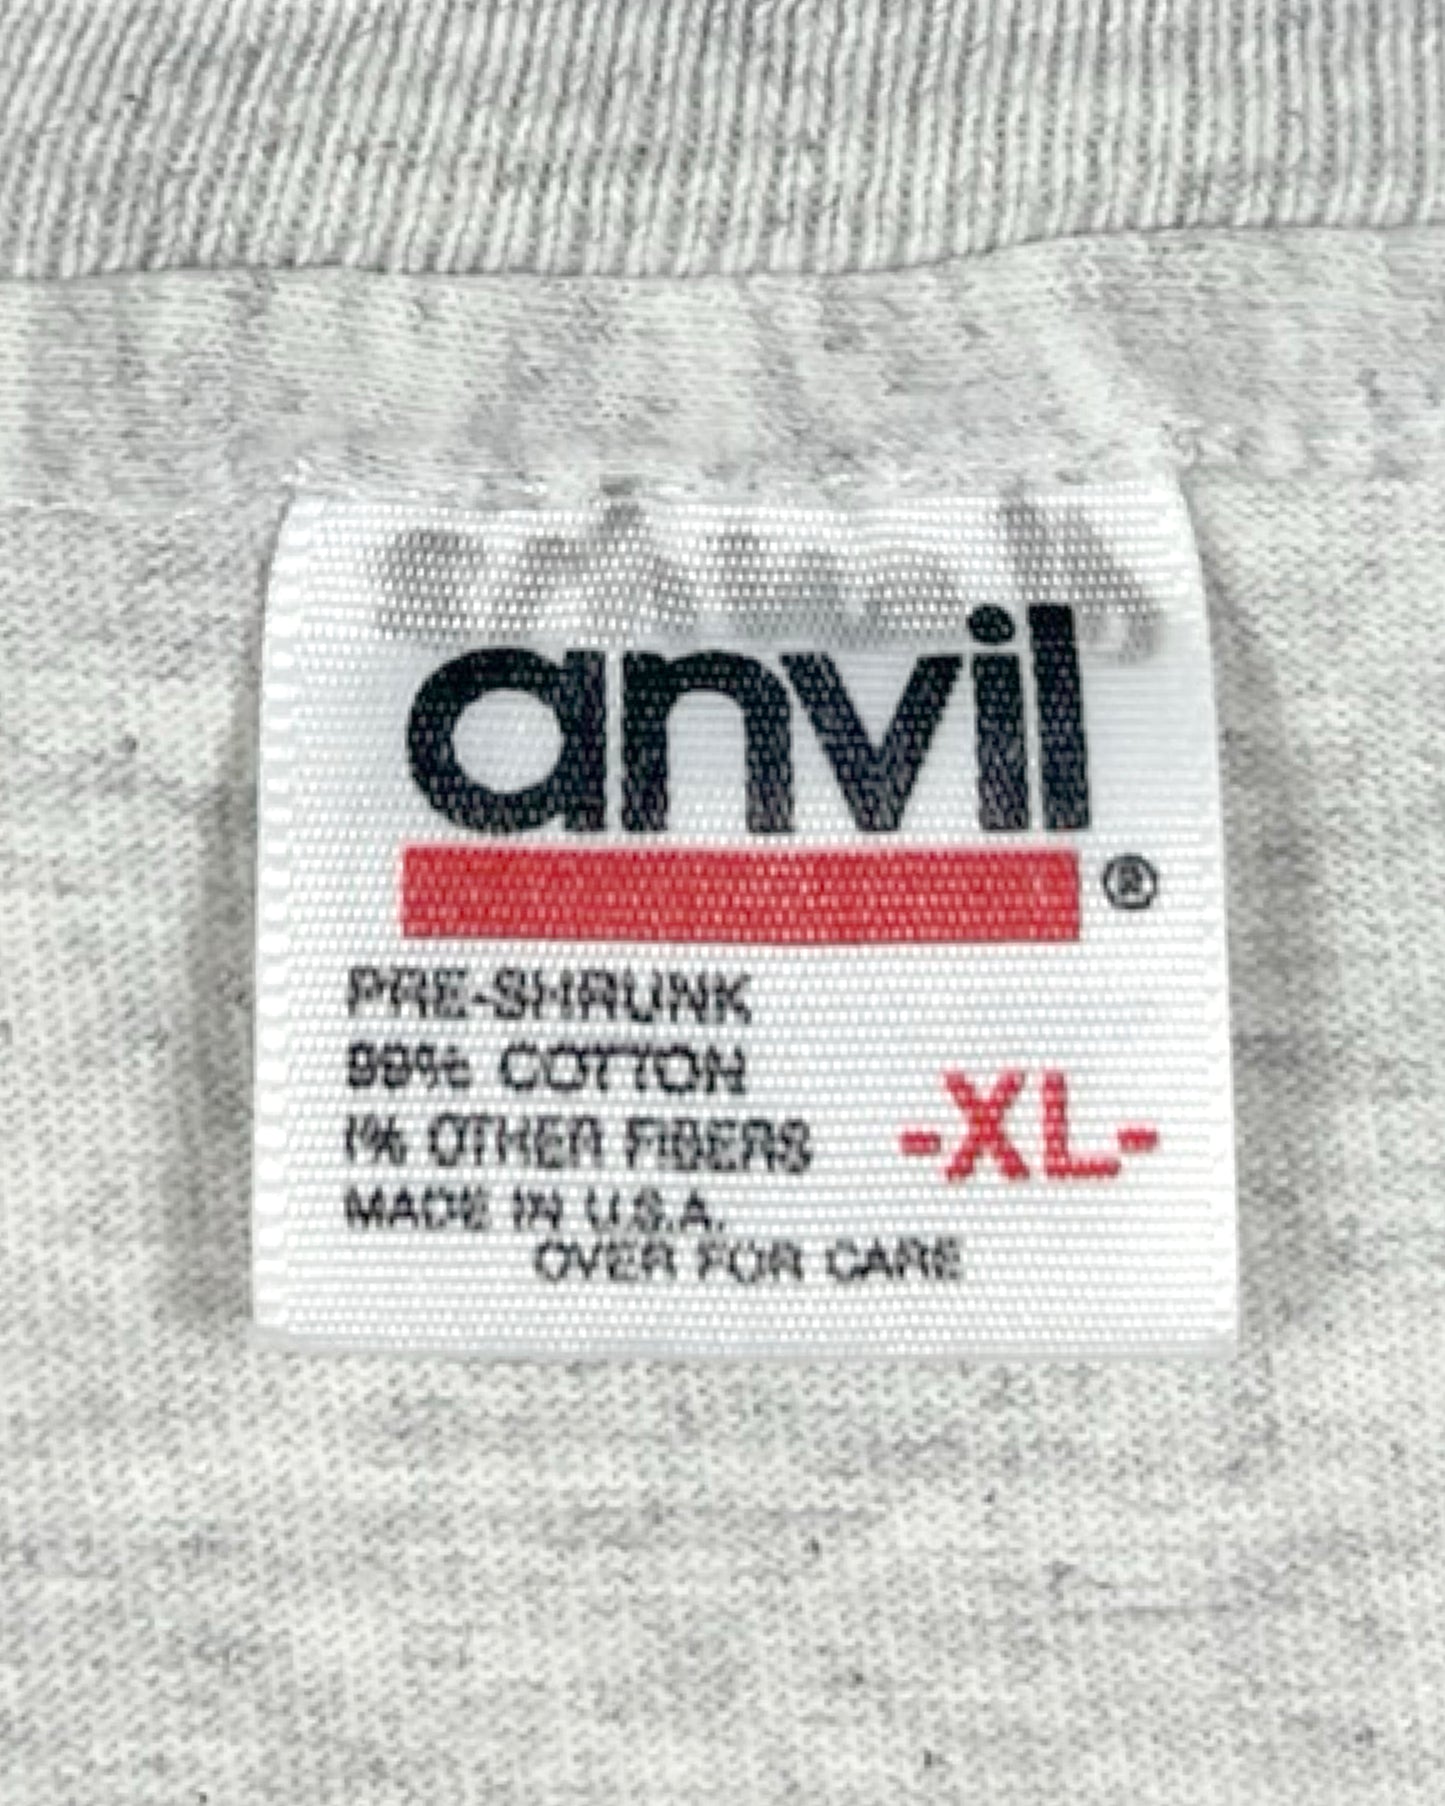 anvil
®
PRE-SHRUNK
99% COTTON
1% OTHER FIBERS
-XL-
MADE IN U.S.A.
OVER FOR CARE